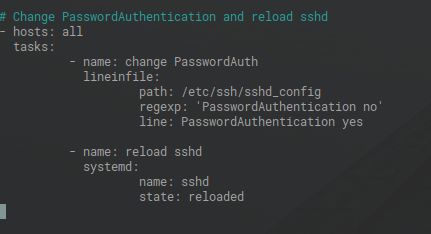 # Change PasswordAuthentication and reload sshd
- hosts: all
  tasks:
          - name: change PasswordAuth
            lineinfile:
                    path: /etc/ssh/sshd_config
                    regexp: 'PasswordAuthentication no'
                    line: PasswordAuthentication yes

          - name: reload sshd
            systemd:
                    name: sshd
                    state: reloaded